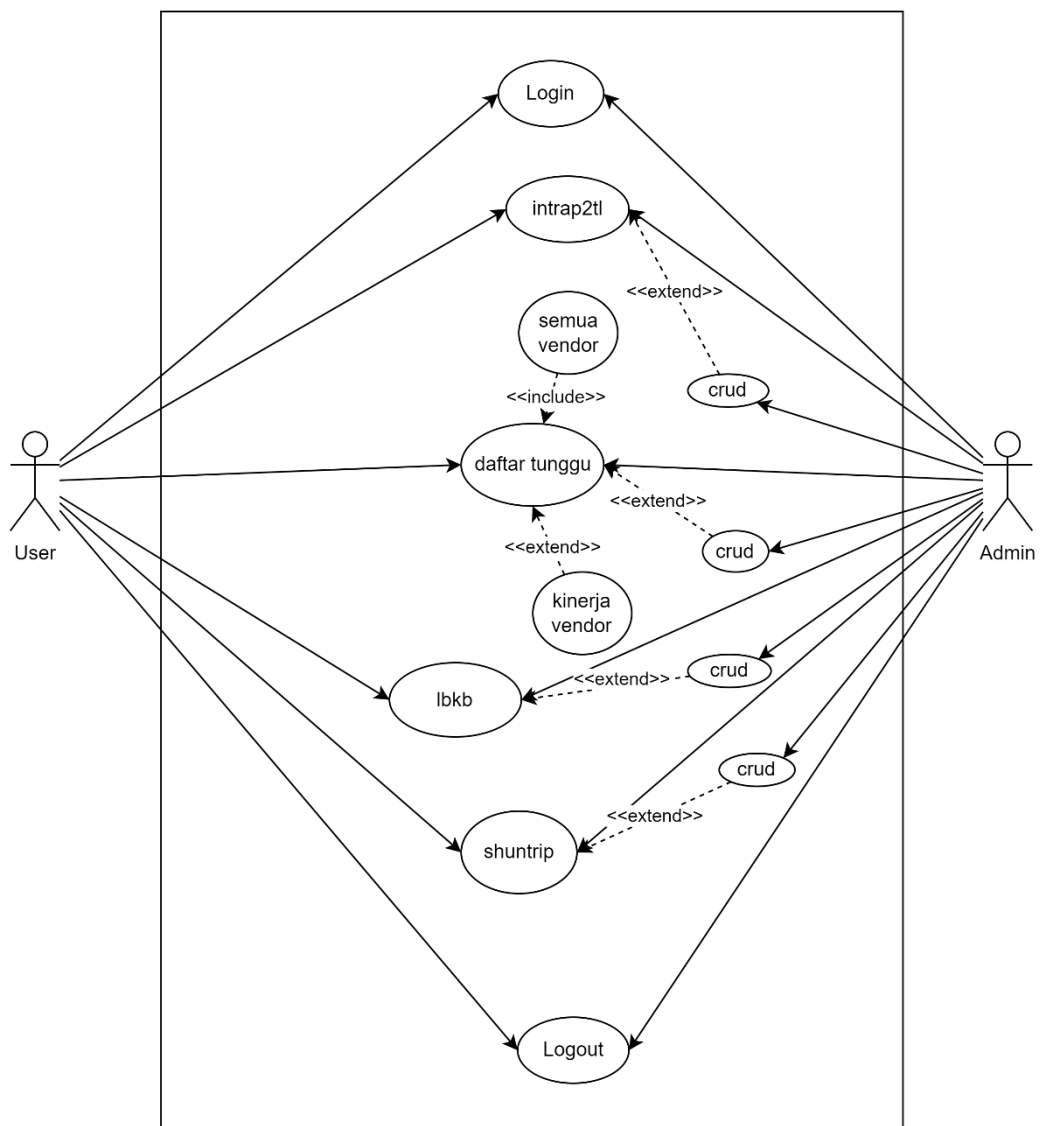 Login
intrap2tl
<<extend>>
semua
vendor
crud
<<include>>
daftar tunggu
<<extend>>
User
Admin
crud
<<extend>>
kinerja
vendor
crud
<<extend>>
lbkb
crud
<<extend>>
shuntrip
Logout